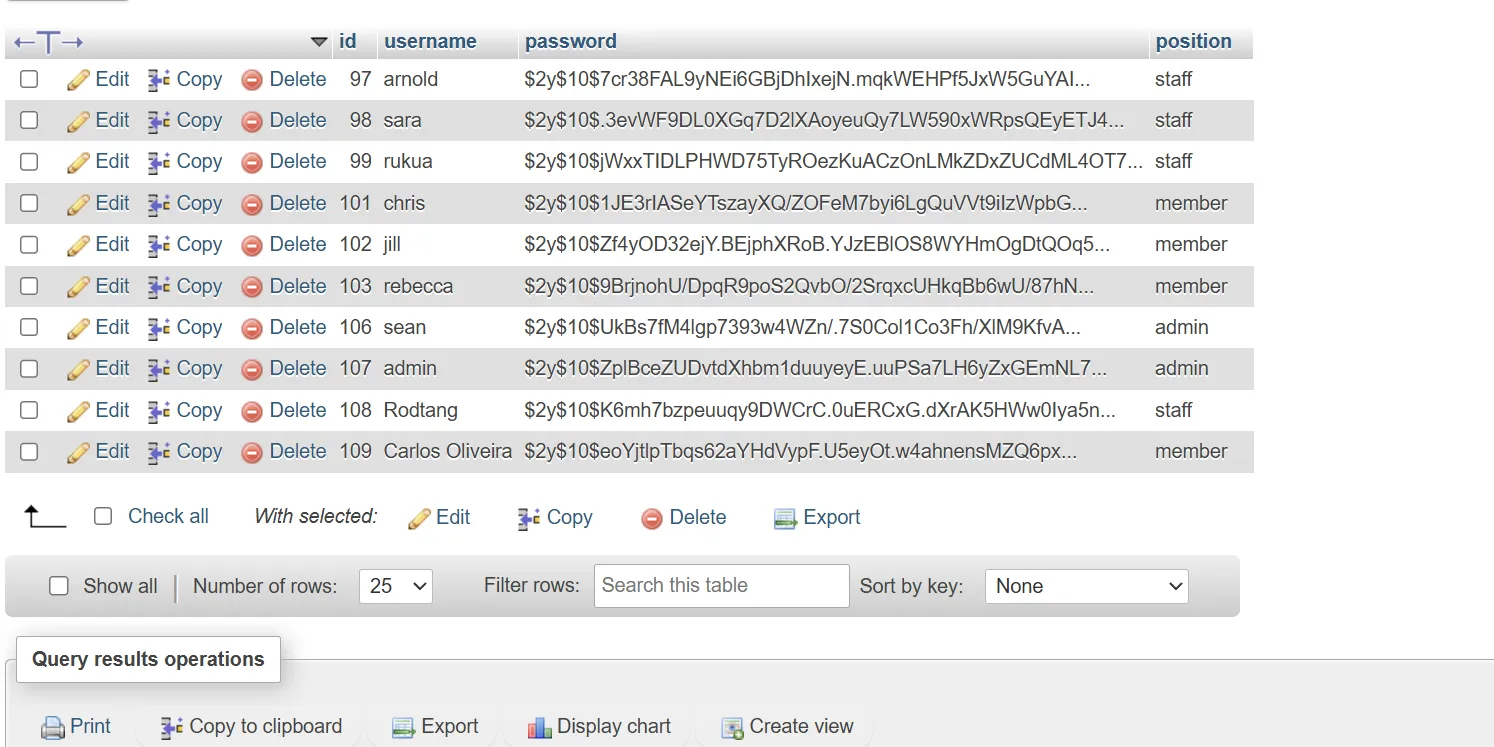 id username password position
Edit Copy Delete 97 arnold $2y$10$7cr38FAL9yNEi6GBjDhIxejN.mqkWEHPf5JxW5GuYAI... staff
Edit Copy Delete 98 sara $2y$10$.3evWF9DL0XGq7D2lXAoyeuQy7LW590xWRpsQEyETJ4... staff
Edit Copy Delete 99 rukua $2y$10$jWxxTIDLPHWD75TyROezKuACzOnLMkZDxZUCdML4OT7... staff
Edit Copy Delete 101 chris $2y$10$1JE3rIASeYTszayXQ/ZOFeM7byi6LgQuVVt9iIzWpbG... member
Edit Copy Delete 102 jill $2y$10$Zf4yOD32ejY.BEjphXRoB.YJzEBlOS8WYHmOgDtQOq5... member
Edit Copy Delete 103 rebecca $2y$10$9BrjnohU/DpqR9poS2QvbO/2SrqxcUHkqBb6wU/87hN... member
Edit Copy Delete 106 sean $2y$10$UkBs7fM4lgp7393w4WZn/.7S0Col1Co3Fh/XlM9KfvA... admin
Edit Copy Delete 107 admin $2y$10$ZplBceZUDvtdXhbm1duuyeyE.uuPSa7LH6yZxGEmNL7... admin
Edit Copy Delete 108 Rodtang $2y$10$K6mh7bzpeuuqy9DWCrC.0uERCxG.dXrAK5HWw0Iya5n... staff
Edit Copy Delete 109 Carlos Oliveira $2y$10$eoYjtlpTbqs62aYHdVypF.U5eyOt.w4ahnensMZQ6px... member
Check all With selected: Edit Copy Delete Export
Show all Number of rows: 25 Filter rows: Search this table Sort by key: None
Query results operations
Print Copy to clipboard Export Display chart Create view